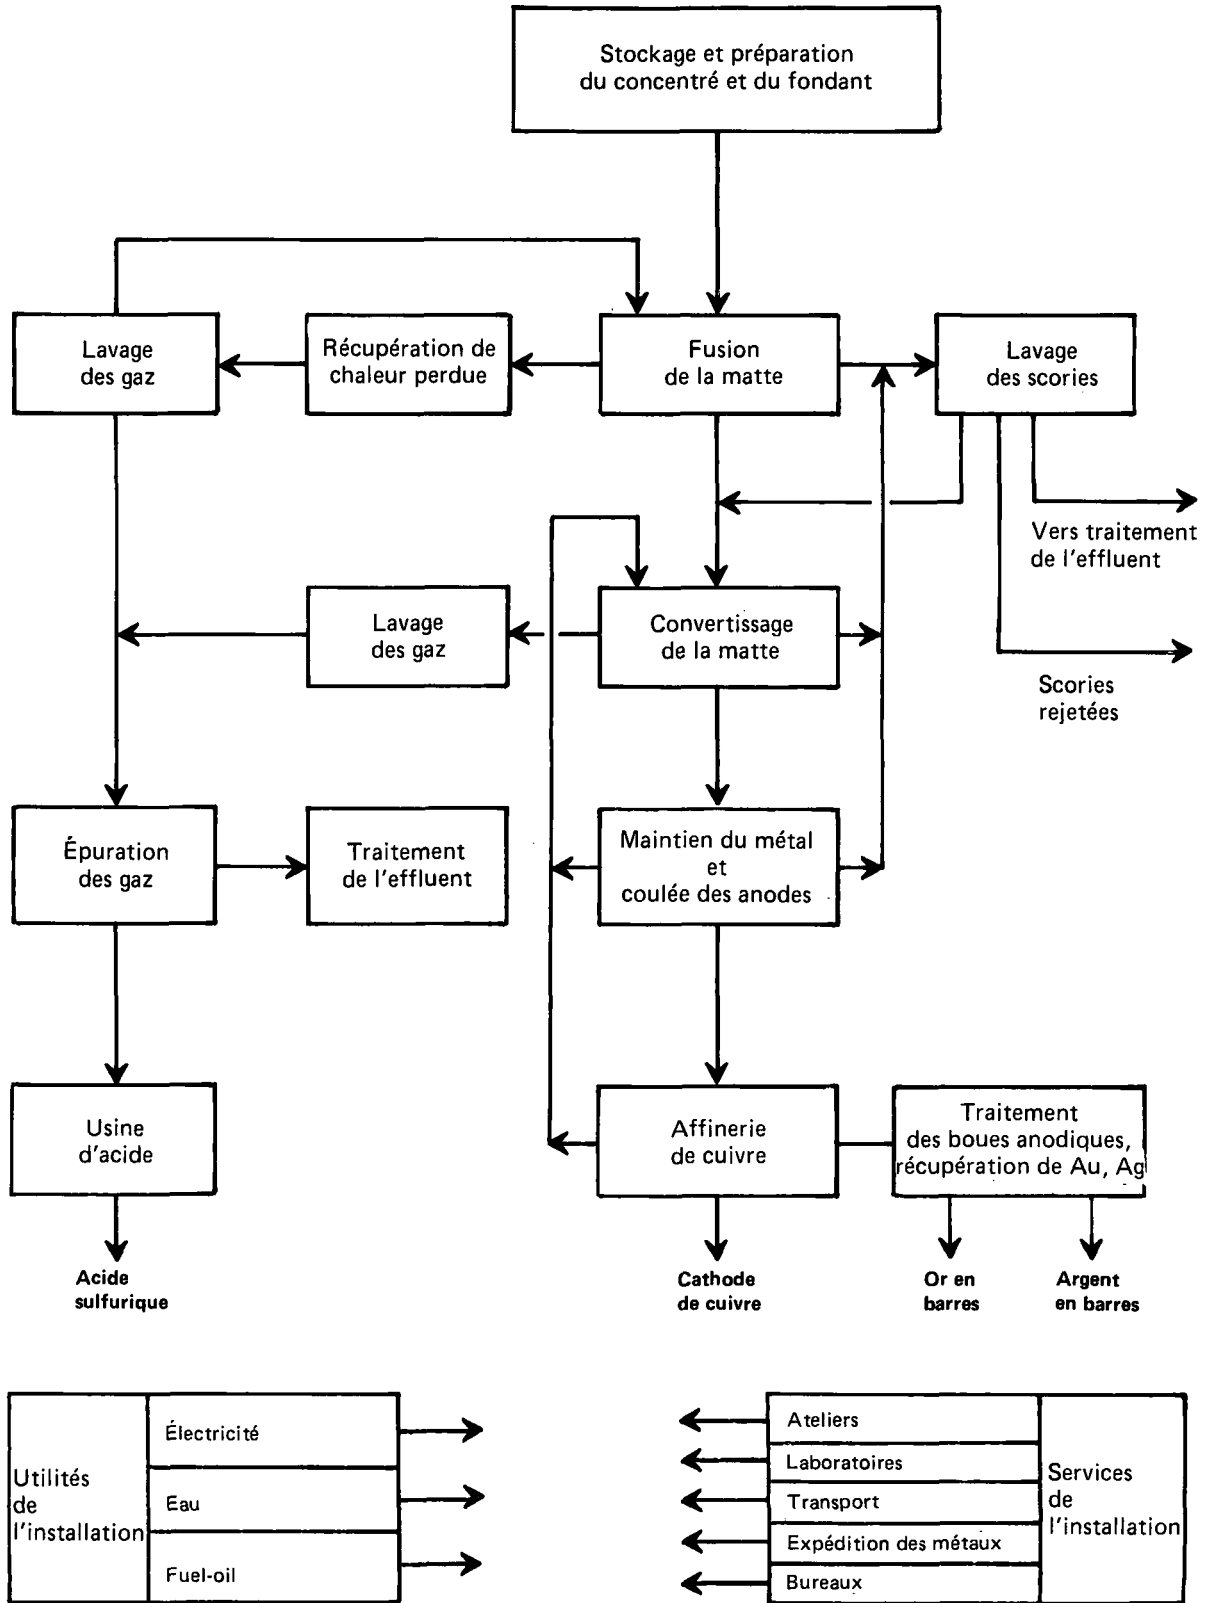 Stockage et préparation
du concentré et du fondant
Lavage
des gaz
Récupération de
chaleur perdue
Fusion
de la matte
Lavage
des scories
Vers traitement
de l'effluent
Lavage
des gaz
Convertissage
de la matte
Scories
rejetées
Épuration
des gaz
Traitement
de l'effluent
Maintien du métal
et
coulée des anodes
Usine
d'acide
Affinerie
de cuivre
Traitement
des boues anodiques,
récupération de Au, Ag
Acide
sulfurique
Cathode
de cuivre
Or en
barres
Argent
en barres
Utilités
de
l'installation
Électricité
Eau
Fuel-oil
Ateliers
Laboratoires
Transport
Expédition des métaux
Bureaux
Services
de
l'installation